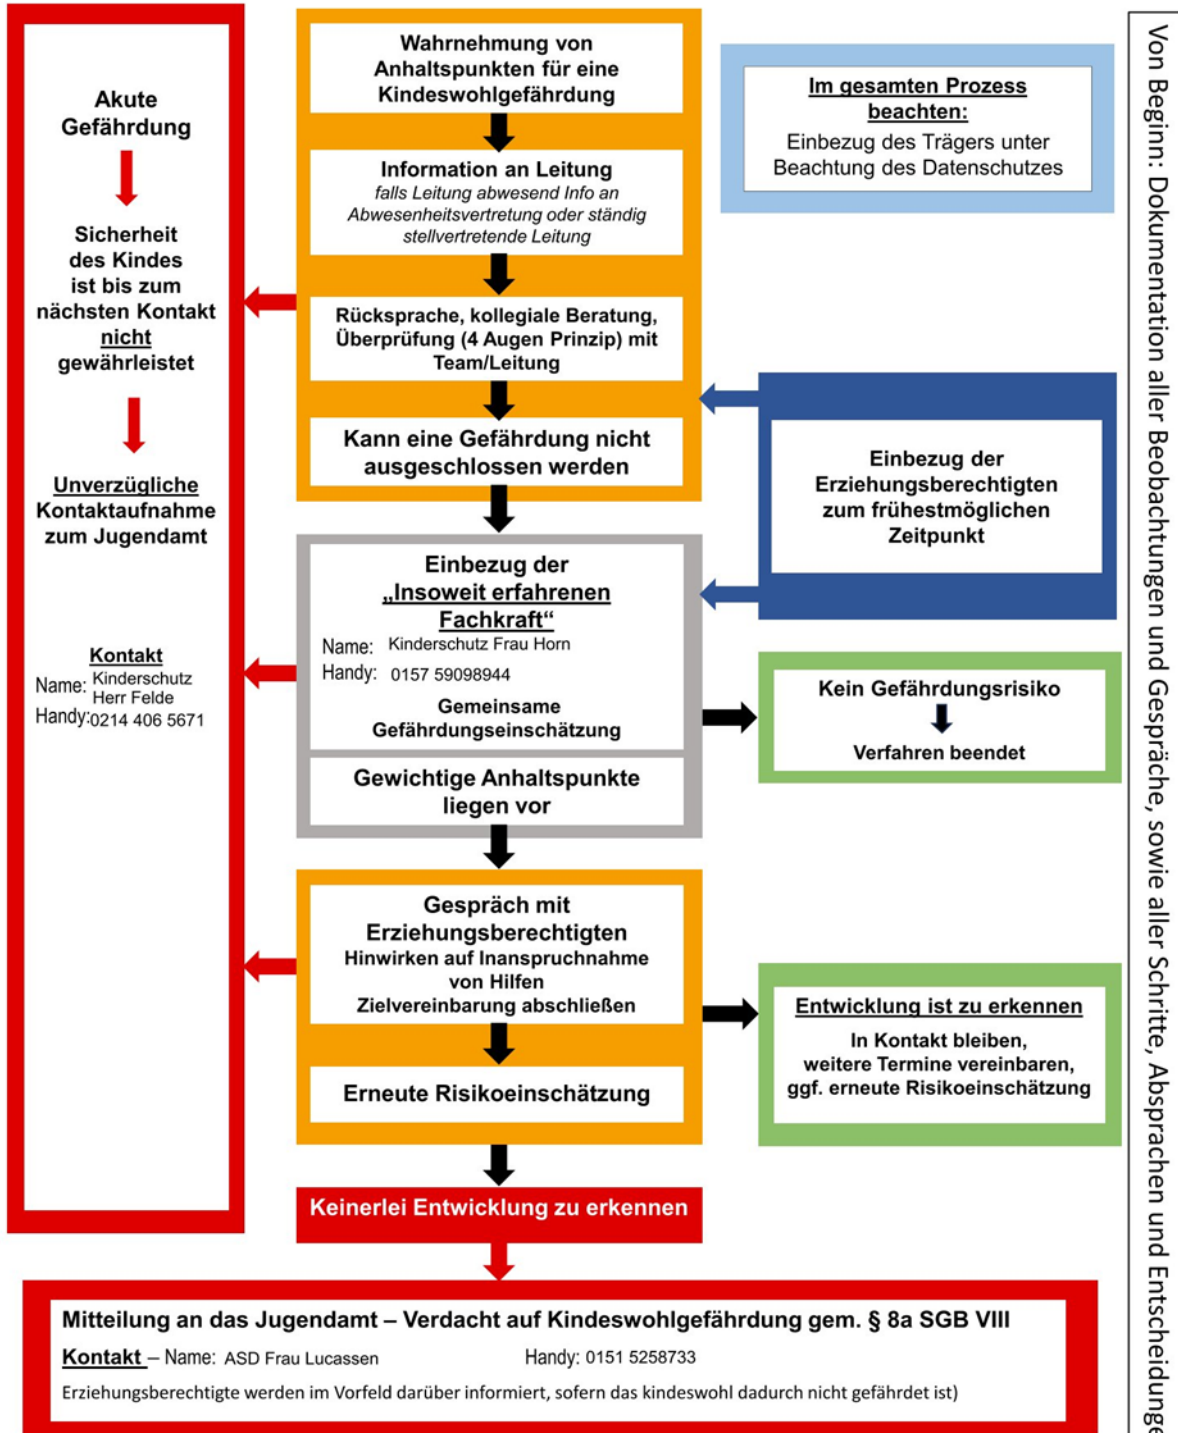 Akute
Gefährdung
Sicherheit
des Kindes
ist bis zum
nächsten Kontakt
nicht
gewährleistet
Unverzügliche
Kontaktaufnahme
zum Jugendamt
Kontakt
Name: Kinderschutz
Herr Felde
Handy: 0214 406 5671
Wahrnehmung von
Anhaltspunkten für eine
Kindeswohlgefährdung
Information an Leitung
falls Leitung abwesend Info an
Abwesenheitsvertretung oder ständig
stellvertretende Leitung
Rücksprache, kollegiale Beratung,
Überprüfung (4 Augen Prinzip) mit
Team/Leitung
Kann eine Gefährdung nicht
ausgeschlossen werden
Einbezug der
„Insoweit erfahrenen
Fachkraft“
Name: Kinderschutz Frau Horn
Handy: 0157 59098944
Gemeinsame
Gefährdungseinschätzung
Gewichtige Anhaltspunkte
liegen vor
Gespräch mit
Erziehungsberechtigten
Hinwirken auf Inanspruchnahme
von Hilfen
Zielvereinbarung abschließen
Erneute Risikoeinschätzung
Keinerlei Entwicklung zu erkennen
Im gesamten Prozess
beachten:
Einbezug des Trägers unter
Beachtung des Datenschutzes
Einbezug der
Erziehungsberechtigten
zum frühestmöglichen
Zeitpunkt
Kein Gefährdungsrisiko
Verfahren beendet
Entwicklung ist zu erkennen
In Kontakt bleiben,
weitere Termine vereinbaren,
ggf. erneute Risikoeinschätzung
Mitteilung an das Jugendamt – Verdacht auf Kindeswohlgefährdung gem. § 8a SGB VIII
Kontakt – Name: ASD Frau Lucassen Handy: 0151 5258733
Erziehungsberechtigte werden im Vorfeld darüber informiert, sofern das kindeswohl dadurch nicht gefährdet ist)
Von Beginn: Dokumentation aller Beobachtungen und Gespräche, sowie aller Schritte, Absprachen und Entscheidunge